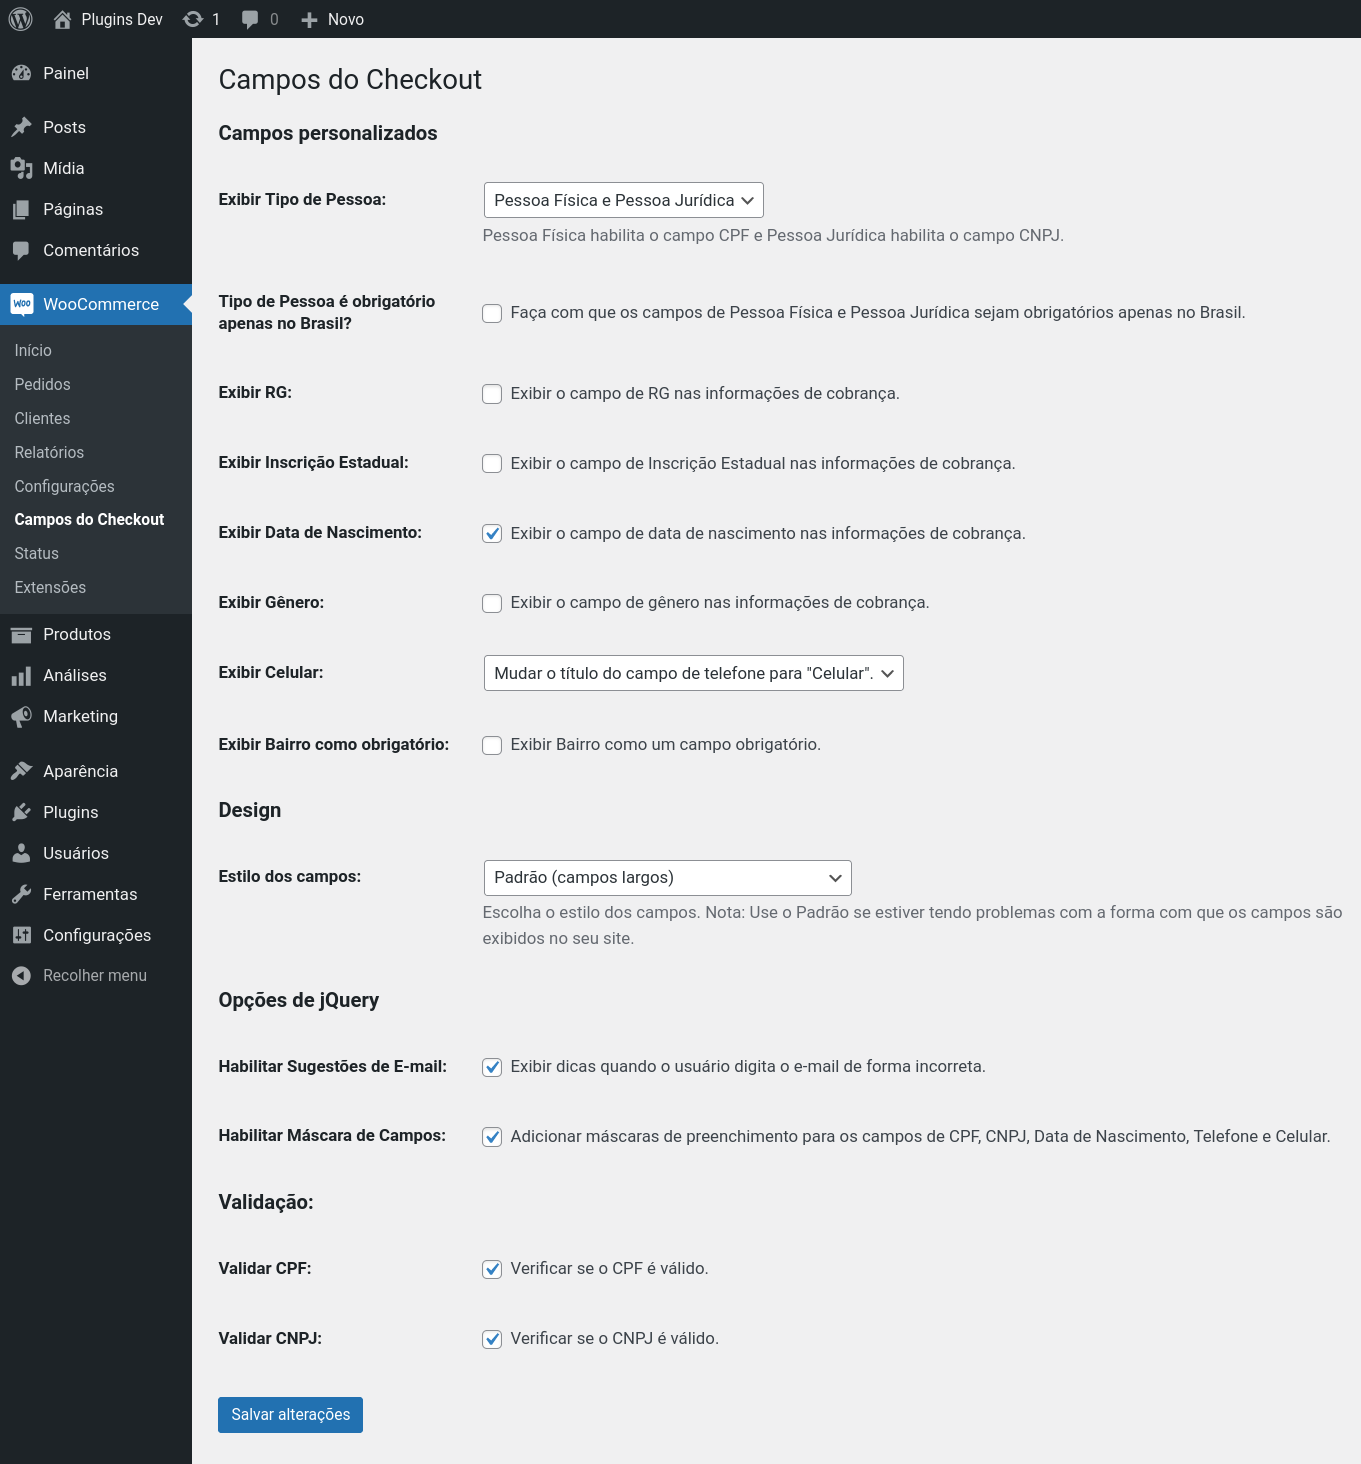 Plugins Dev 1 0 Novo
Painel
Posts
Mídia
Páginas
Comentários
WOO WooCommerce
Início
Pedidos
Clientes
Relatórios
Configurações
Campos do Checkout
Status
Extensões
Produtos
Análises
Marketing
Aparência
Plugins
Usuários
Ferramentas
Configurações
Recolher menu
Campos do Checkout
Campos personalizados
Exibir Tipo de Pessoa:
Pessoa Física e Pessoa Jurídica
Pessoa Física habilita o campo CPF e Pessoa Jurídica habilita o campo CNPJ.
Tipo de Pessoa é obrigatório
apenas no Brasil?
Faça com que os campos de Pessoa Física e Pessoa Jurídica sejam obrigatórios apenas no Brasil.
Exibir RG:
Exibir o campo de RG nas informações de cobrança.
Exibir Inscrição Estadual:
Exibir o campo de Inscrição Estadual nas informações de cobrança.
Exibir Data de Nascimento:
Exibir o campo de data de nascimento nas informações de cobrança.
Exibir Gênero:
Exibir o campo de gênero nas informações de cobrança.
Exibir Celular:
Mudar o título do campo de telefone para "Celular".
Exibir Bairro como obrigatório:
Exibir Bairro como um campo obrigatório.
Design
Estilo dos campos:
Padrão (campos largos)
Escolha o estilo dos campos. Nota: Use o Padrão se estiver tendo problemas com a forma com que os campos são
exibidos no seu site.
Opções de jQuery
Habilitar Sugestões de E-mail:
Exibir dicas quando o usuário digita o e-mail de forma incorreta.
Habilitar Máscara de Campos:
Adicionar máscaras de preenchimento para os campos de CPF, CNPJ, Data de Nascimento, Telefone e Celular.
Validação:
Validar CPF:
Verificar se o CPF é válido.
Validar CNPJ:
Verificar se o CNPJ é válido.
Salvar alterações